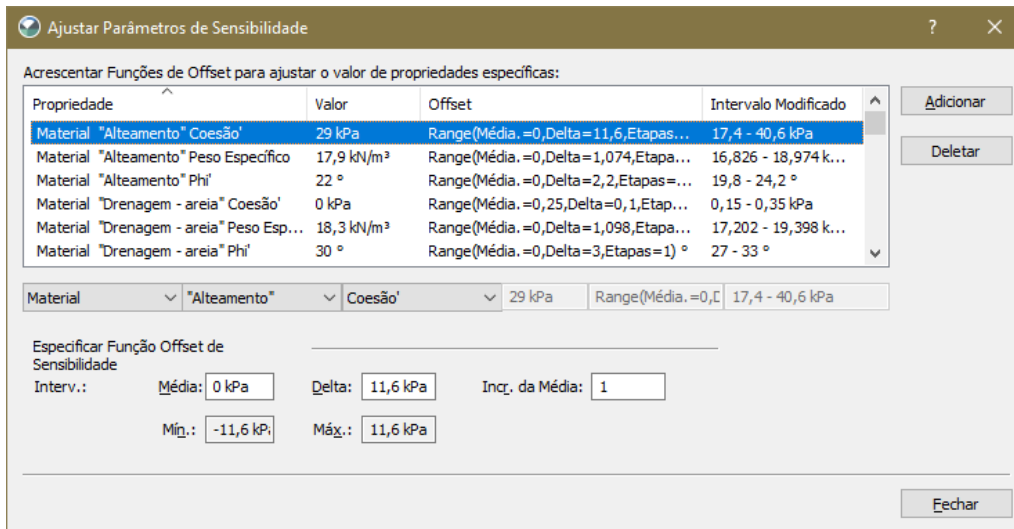 Ajustar Parâmetros de Sensibilidade ? ×
Acrescentar Funções de Offset para ajustar o valor de propriedades específicas:
Propriedade Valor Offset Intervalo Modificado
Material "Alteamento" Coesão' 29 kPa Range(Média.=0,Delta=11,6,Etapas... 17,4 - 40,6 kPa
Material "Alteamento" Peso Específico 17,9 kN/m³ Range(Média.=0,Delta=1,074,Etapa... 16,826 - 18,974 k...
Material "Alteamento" Phi' 22 º Range(Média.=0,Delta=2,2,Etapas=... 19,8 - 24,2 º
Material "Drenagem - areia" Coesão' 0 kPa Range(Média.=0,25,Delta=0,1,Etap... 0,15 - 0,35 kPa
Material "Drenagem - areia" Peso Esp... 18,3 kN/m³ Range(Média.=0,Delta=1,098,Etapa... 17,202 - 19,398 k...
Material "Drenagem - areia" Phi' 30 º Range(Média.=0,Delta=3,Etapas=1) º 27 - 33 º
Adicionar
Deletar
Material "Alteamento" Coesão' 29 kPa Range(Média.=0,D 17,4 - 40,6 kPa
Especificar Função Offset de
Sensibilidade
Interv.: Média: 0 kPa Delta: 11,6 kPa Incr. da Média: 1
Mín.: -11,6 kPa Máx.: 11,6 kPa
Fechar